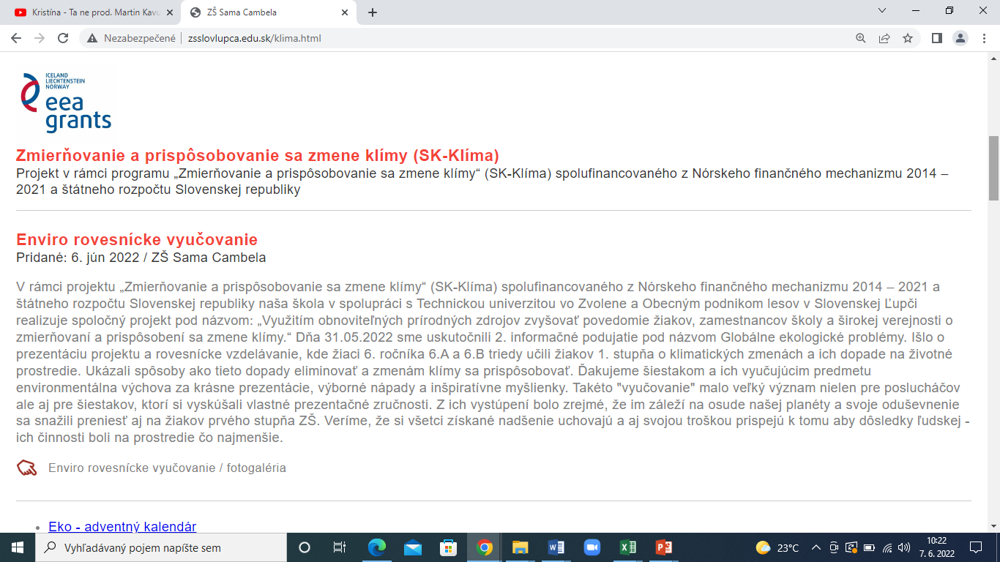 Kristína - Ta ne prod. Martin Kavu
ZŠ Sama Cambela
Nezabezpečené
zsslovlupca.edu.sk/klima.html
ICELAND
LIECHTENSTEIN
NORWAY
eea
grants
Zmierňovanie a prispôsobovanie sa zmene klímy (SK-Klíma)
Projekt v rámci programu „Zmierňovanie a prispôsobovanie sa zmene klímy“ (SK-Klíma) spolufinancovaného z Nórskeho finančného mechanizmu 2014 –
2021 a štátneho rozpočtu Slovenskej republiky
Enviro rovesnícke vyučovanie
Pridané: 6. jún 2022 / ZŠ Sama Cambela
V rámci projektu „Zmierňovanie a prispôsobovanie sa zmene klímy“ (SK-Klíma) spolufinancovaného z Nórskeho finančného mechanizmu 2014 – 2021 a
štátneho rozpočtu Slovenskej republiky naša škola v spolupráci s Technickou univerzitou vo Zvolene a Obecným podnikom lesov v Slovenskej Ľupči
realizuje spoločný projekt pod názvom: „Využitím obnoviteľných prírodných zdrojov zvyšovať povedomie žiakov, zamestnancov školy a širokej verejnosti o
zmierňovaní a prispôsobení sa zmene klímy.“ Dňa 31.05.2022 sme uskutočnili 2. informačné podujatie pod názvom Globálne ekologické problémy. Išlo o
prezentáciu projektu a rovesnícke vzdelávanie, kde žiaci 6. ročníka 6.A a 6.B triedy učili žiakov 1. stupňa o klimatických zmenách a ich dopade na životné
prostredie. Ukázali spôsoby ako tieto dopady eliminovať a zmenám klímy sa prispôsobovať. Ďakujeme šiestakom a ich vyučujúcim predmetu
environmentálna výchova za krásne prezentácie, výborné nápady a inšpiratívne myšlienky. Takéto "vyučovanie" malo veľký význam nielen pre poslucháčov
ale aj pre šiestakov, ktorí si vyskúšali vlastné prezentačné zručnosti. Z ich vystúpení bolo zrejmé, že im záleží na osude našej planéty a svoje oduševnenie
sa snažili preniesť aj na žiakov prvého stupňa ZŠ. Veríme, že si všetci získané nadšenie uchovajú a aj svojou troškou prispejú k tomu aby dôsledky ľudskej -
ich činnosti boli na prostredie čo najmenšie.
Enviro rovesnícke vyučovanie / fotogaléria
Eko - adventný kalendár
Vyhľadávaný pojem napíšte sem
23°C
10:22
7. 6. 2022